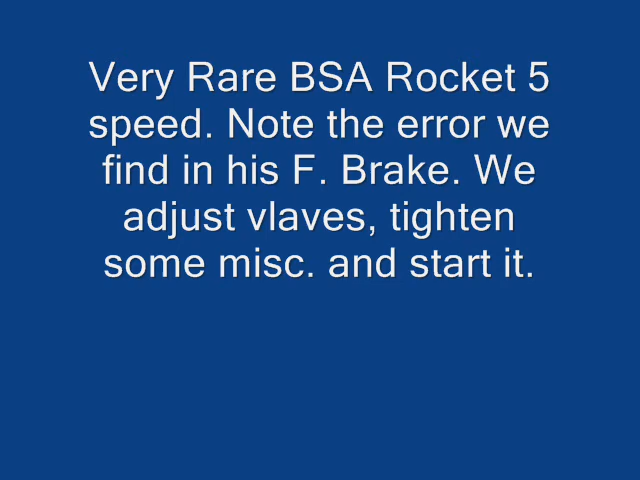 Very Rare BSA Rocket 5
speed. Note the error we
find in his F. Brake. We
adjust vlaves, tighten
some misc. and start it.